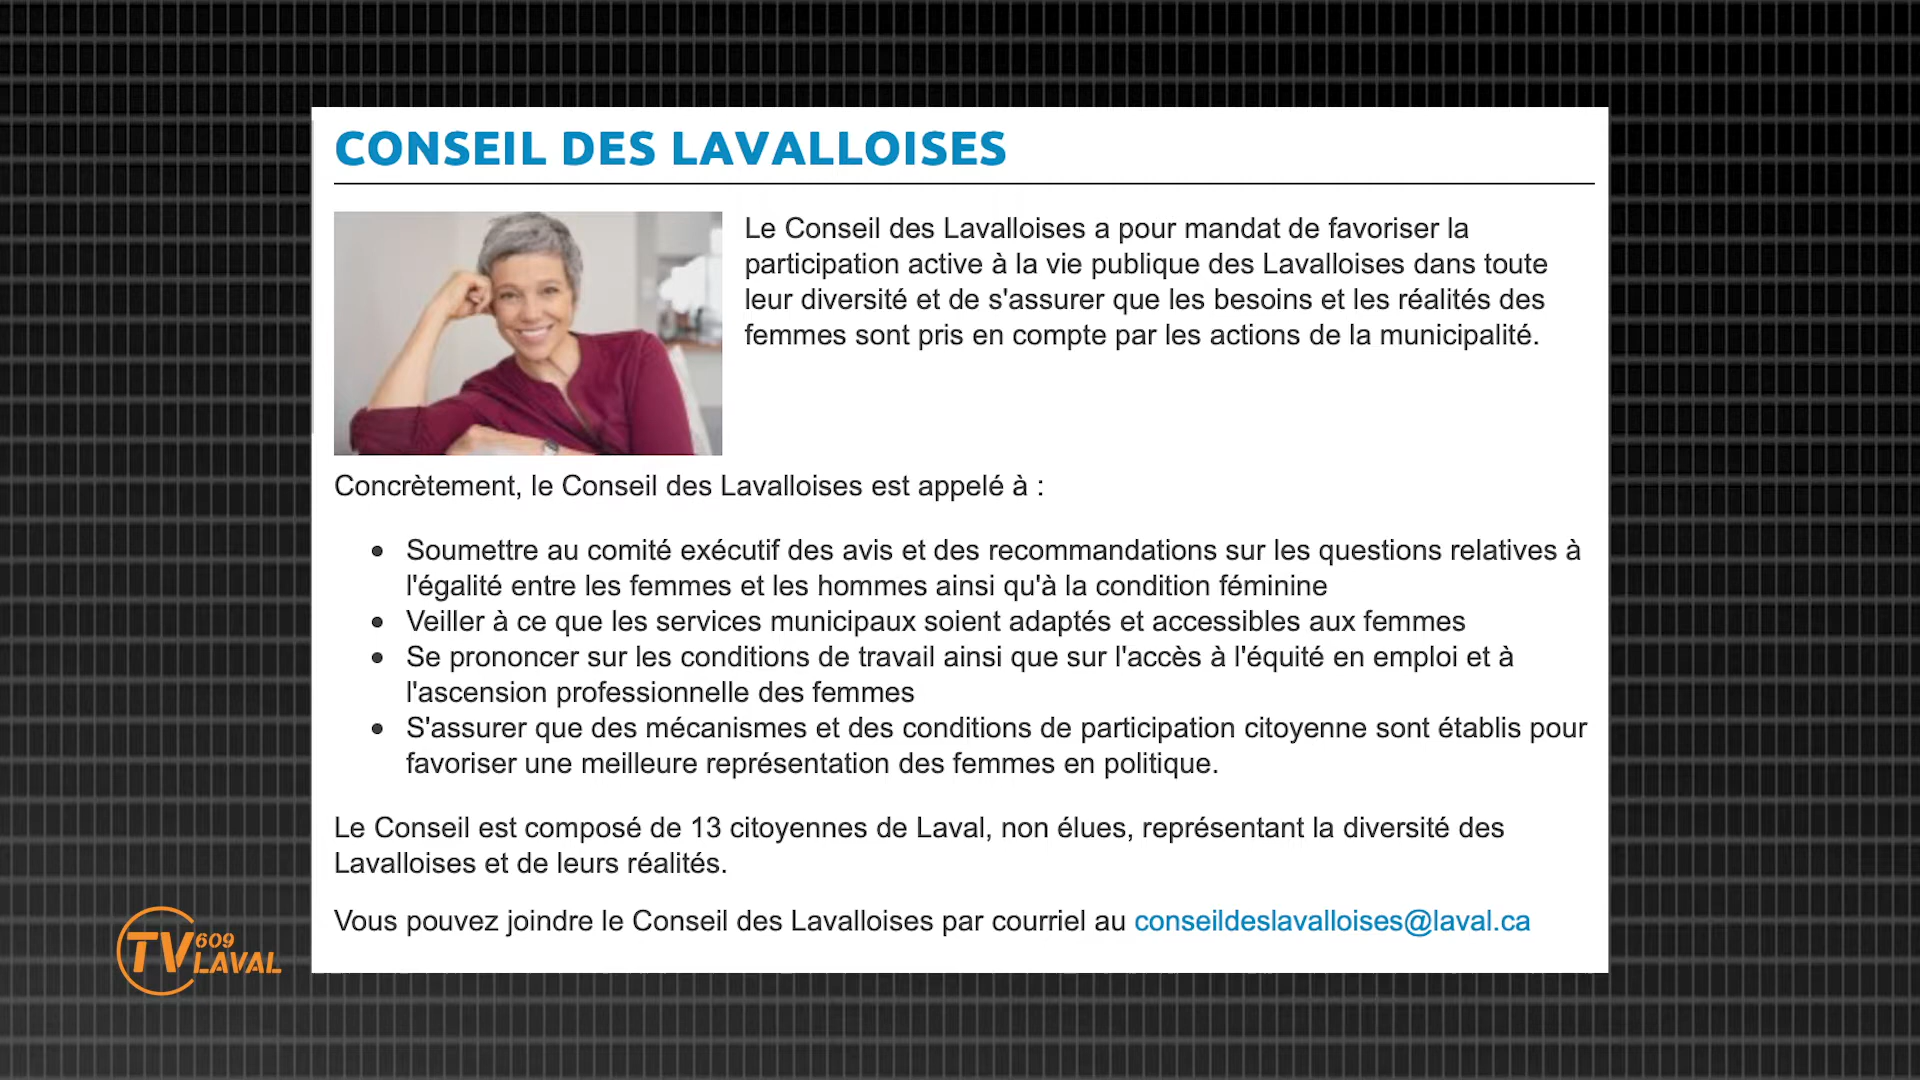 CONSEIL DES LAVALLOISES
Le Conseil des Lavalloises a pour mandat de favoriser la
participation active à la vie publique des Lavalloises dans toute
leur diversité et de s'assurer que les besoins et les réalités des
femmes sont pris en compte par les actions de la municipalité.
Concrètement, le Conseil des Lavalloises est appelé à :
• Soumettre au comité exécutif des avis et des recommandations sur les questions relatives à
l'égalité entre les femmes et les hommes ainsi qu'à la condition féminine
• Veiller à ce que les services municipaux soient adaptés et accessibles aux femmes
• Se prononcer sur les conditions de travail ainsi que sur l'accès à l'équité en emploi et à
l'ascension professionnelle des femmes
• S'assurer que des mécanismes et des conditions de participation citoyenne sont établis pour
favoriser une meilleure représentation des femmes en politique.
Le Conseil est composé de 13 citoyennes de Laval, non élues, représentant la diversité des
Lavalloises et de leurs réalités.
Vous pouvez joindre le Conseil des Lavalloises par courriel au conseildeslavalloises@laval.ca
TV 609
LAVAL